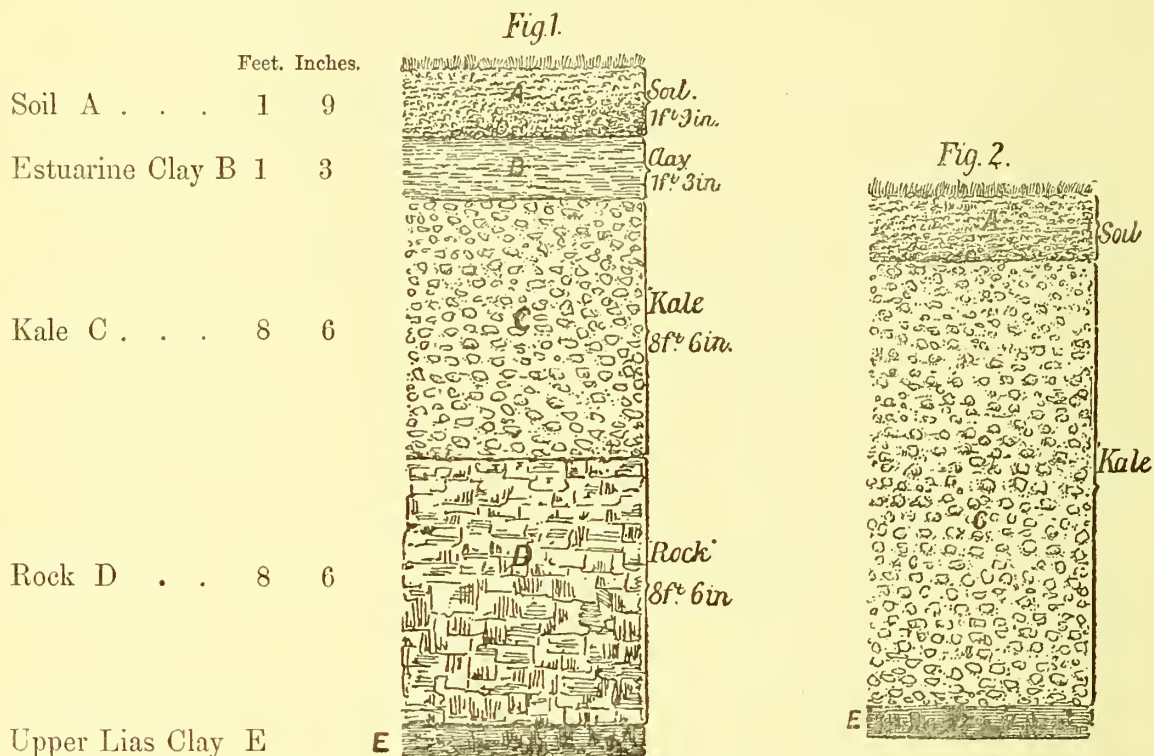 Fig.1.
Feet. Inches.
Soil A . . . 1 9
Estuarine Clay B 1 3
Kale C . . . 8 6
Rock D . . 8 6
Upper Lias Clay E
A
Soil.
1ft 9in.
B
Clay
1ft 3in
C
Kale
8ft 6in.
D
Rock
8ft 6in
E
Fig. 2.
A
Soil
C
Kale
E